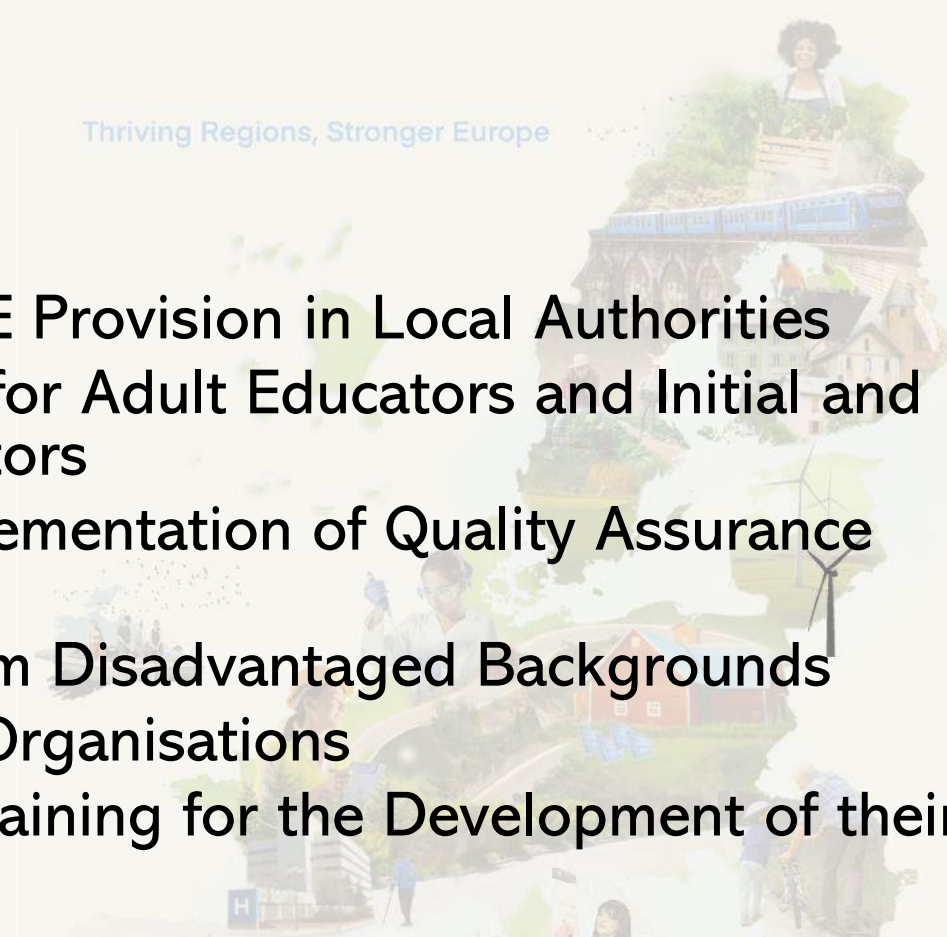 Thriving Regions, Stronger Europe
E Provision in Local Authorities
for Adult Educators and Initial and
tors
ementation of Quality Assurance
m Disadvantaged Backgrounds
Organisations
aining for the Development of their
H